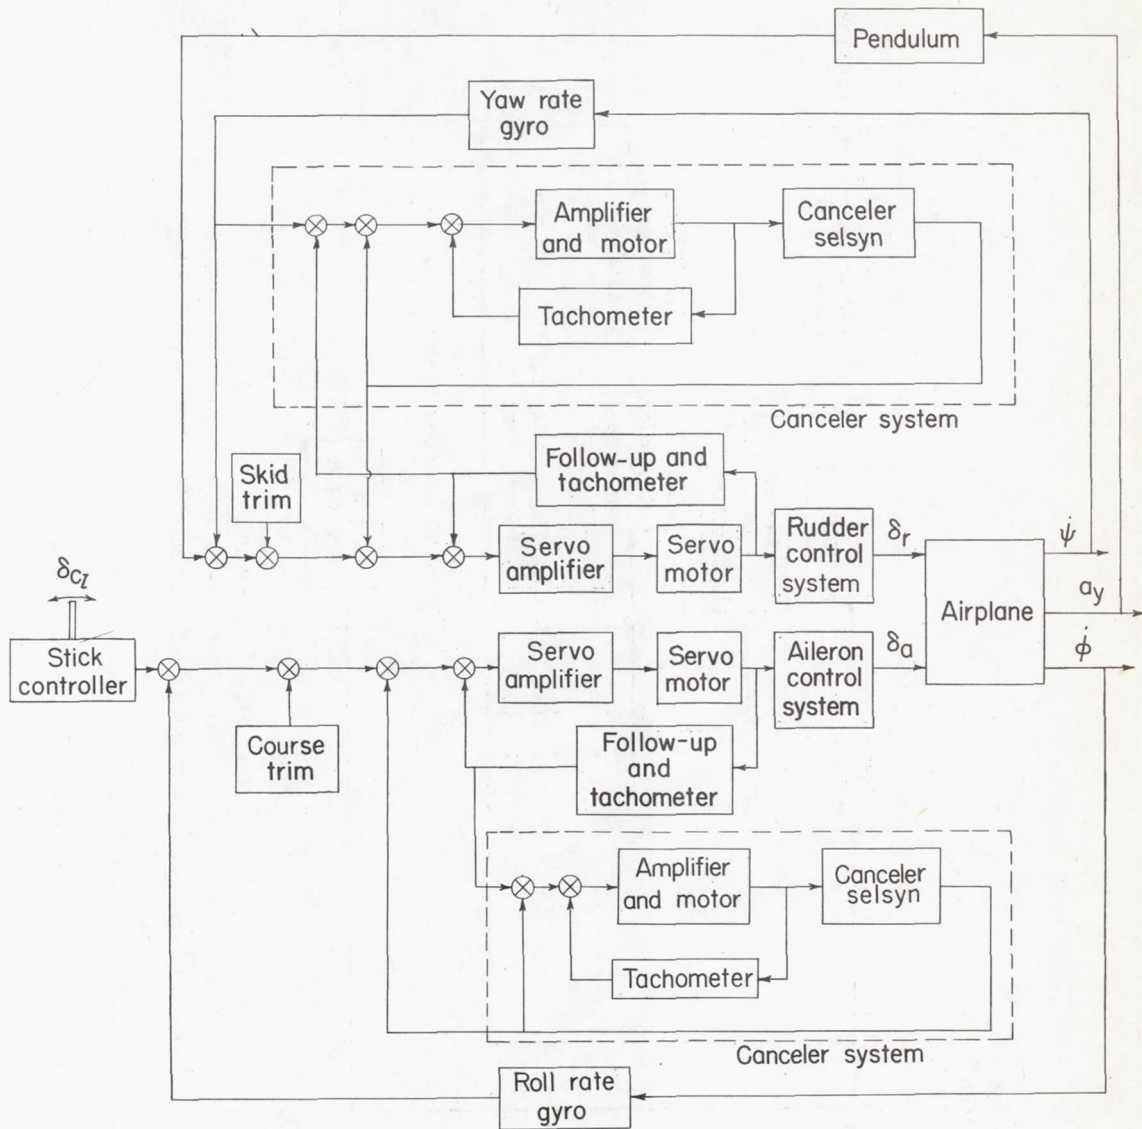 Pendulum
Yaw rate
gyro
Amplifier
and motor
Canceler
selsyn
Tachometer
Canceler system
Follow-up and
tachometer
Skid
trim
Servo
amplifier
Servo
motor
Rudder
control
system
δr
ψ̇
δcl
ay
Airplane
Stick
controller
Servo
amplifier
Servo
motor
Aileron
control
system
δa
φ̇
Course
trim
Follow-up
and
tachometer
Amplifier
and motor
Canceler
selsyn
Tachometer
Canceler system
Roll rate
gyro